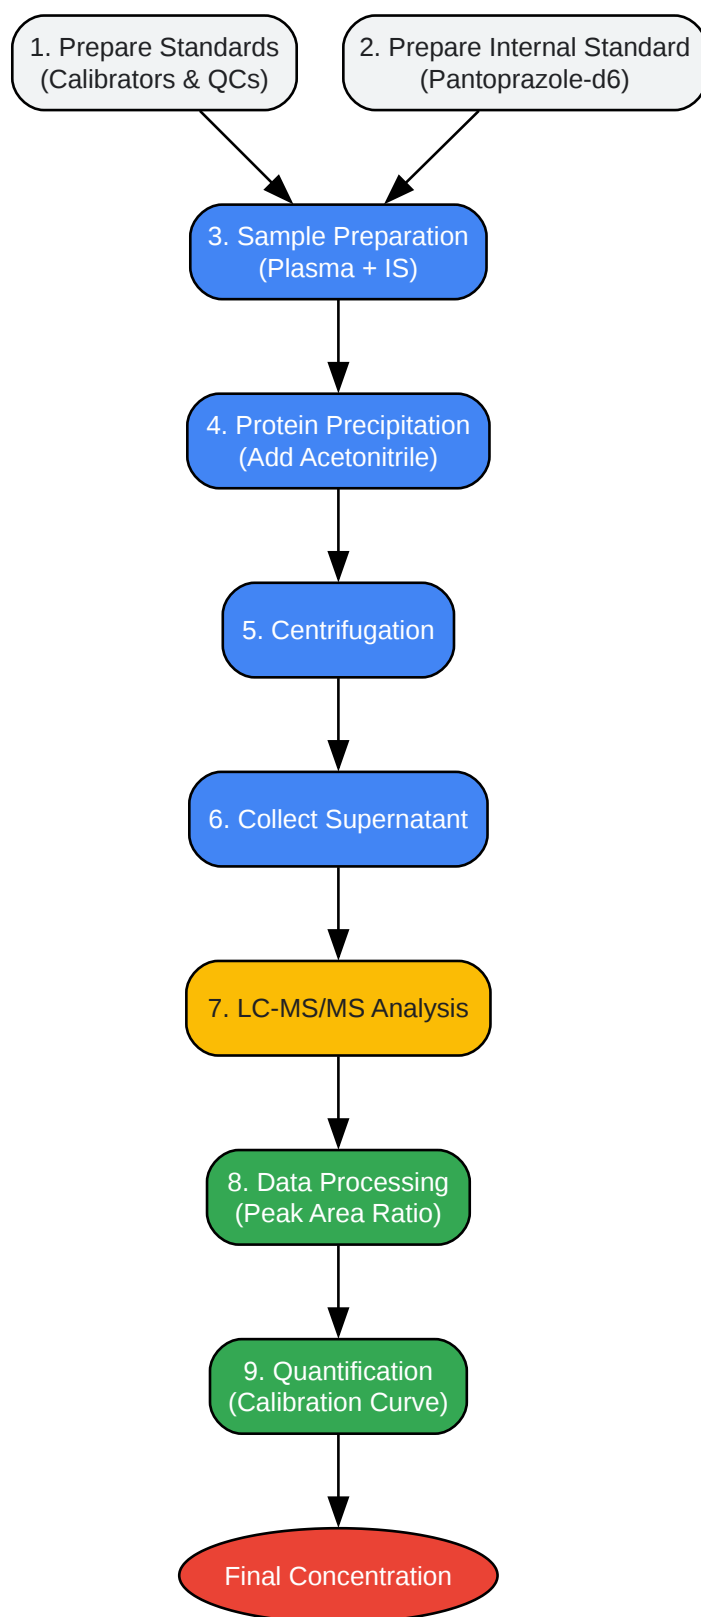 1. Prepare Standards
(Calibrators & QCs)
2. Prepare Internal Standard
(Pantoprazole-d6)
3. Sample Preparation
(Plasma + IS)
4. Protein Precipitation
(Add Acetonitrile)
5. Centrifugation
6. Collect Supernatant
7. LC-MS/MS Analysis
8. Data Processing
(Peak Area Ratio)
9. Quantification
(Calibration Curve)
Final Concentration